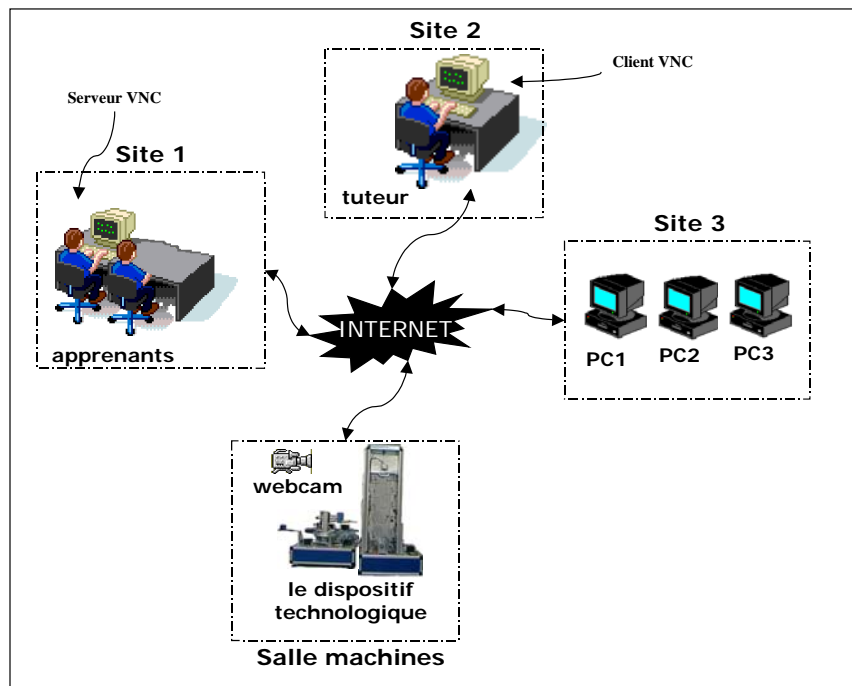 Site 2
Client VNC
Serveur VNC
Site 1
tuteur
Site 3
apprenants
INTERNET
PC1 PC2 PC3
webcam
le dispositif
technologique
Salle machines